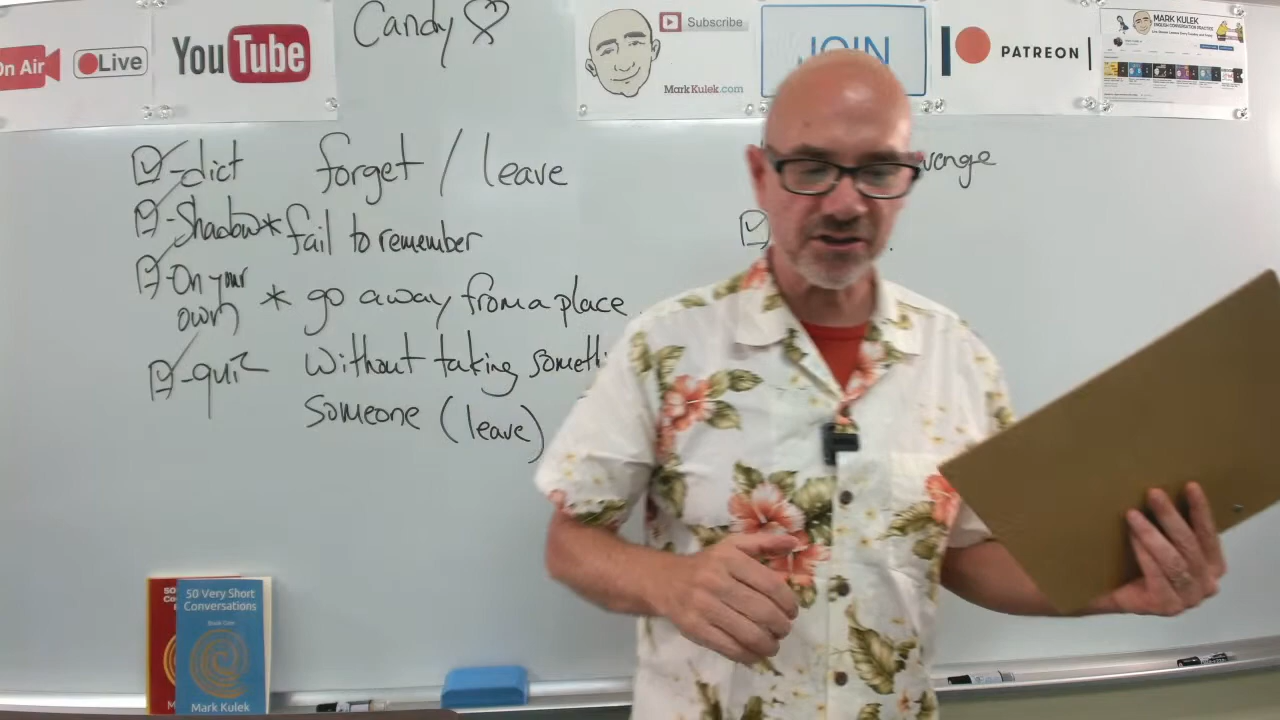 On Air
Live
YouTube
Candy
Subscribe
MarkKulek.com
JOIN
PATREON
MARK KULEK
ENGLISH CONVERSATION PRACTICE
-dict forget / leave
-Shadow * fail to remember
-On your own * go away from a place
without taking someth
-quiz
someone (leave)
50 Very Short
Conversations
Book One
Mark Kulek